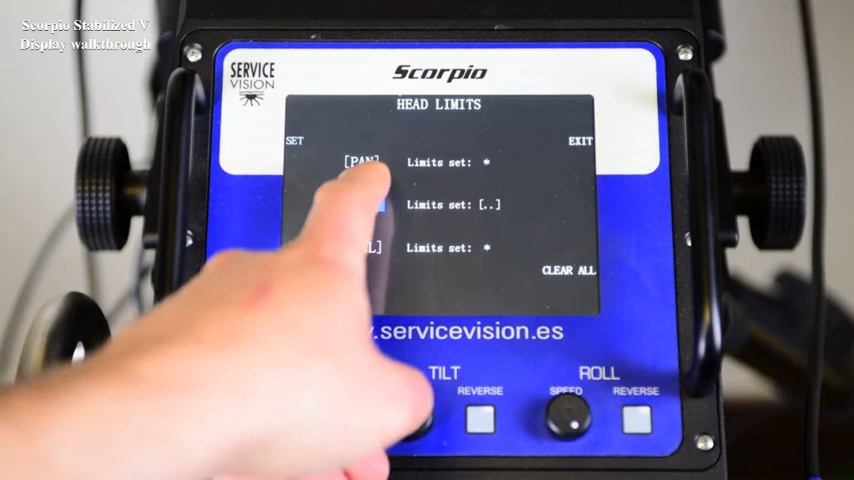 Scorpio Stabilized V
Display walkthrough
SERVICE
VISION
Scorpio
HEAD LIMITS
SET
EXIT
[PAN] Limits set: *
Limits set: [..]
L] Limits set: *
CLEAR ALL
.servicevision.es
TILT
ROLL
REVERSE
SPEED
REVERSE